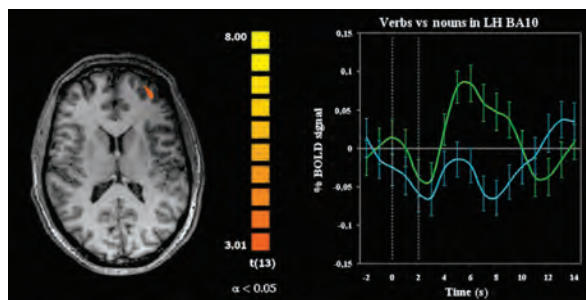 8.00
3.01
t(13)
α < 0.05
Verbs vs nouns in LH BA10
% BOLD signal
0,15
0,1
0,05
0
-0,05
-0,1
-0,15
-2 0 2 4 6 8 10 12 14
Time (s)